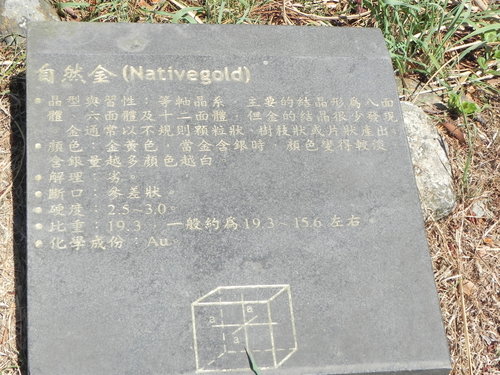 自然金 (Nativegold)
• 晶型與習性：等軸晶系，主要的結晶形為八面
體、六面體及十二面體，但金的結晶很少發現
，金通常以不規則顆粒狀、樹枝狀或片狀產出。
• 顏色：金黃色，當金含銀時，顏色變得較淡，
含銀量越多顏色越白。
• 解理：劣。
• 斷口：參差狀。
• 硬度：2.5~3.0。
• 比重：19.3，一般約為19.3~15.6 左右。
• 化學成份：Au
a
a
a